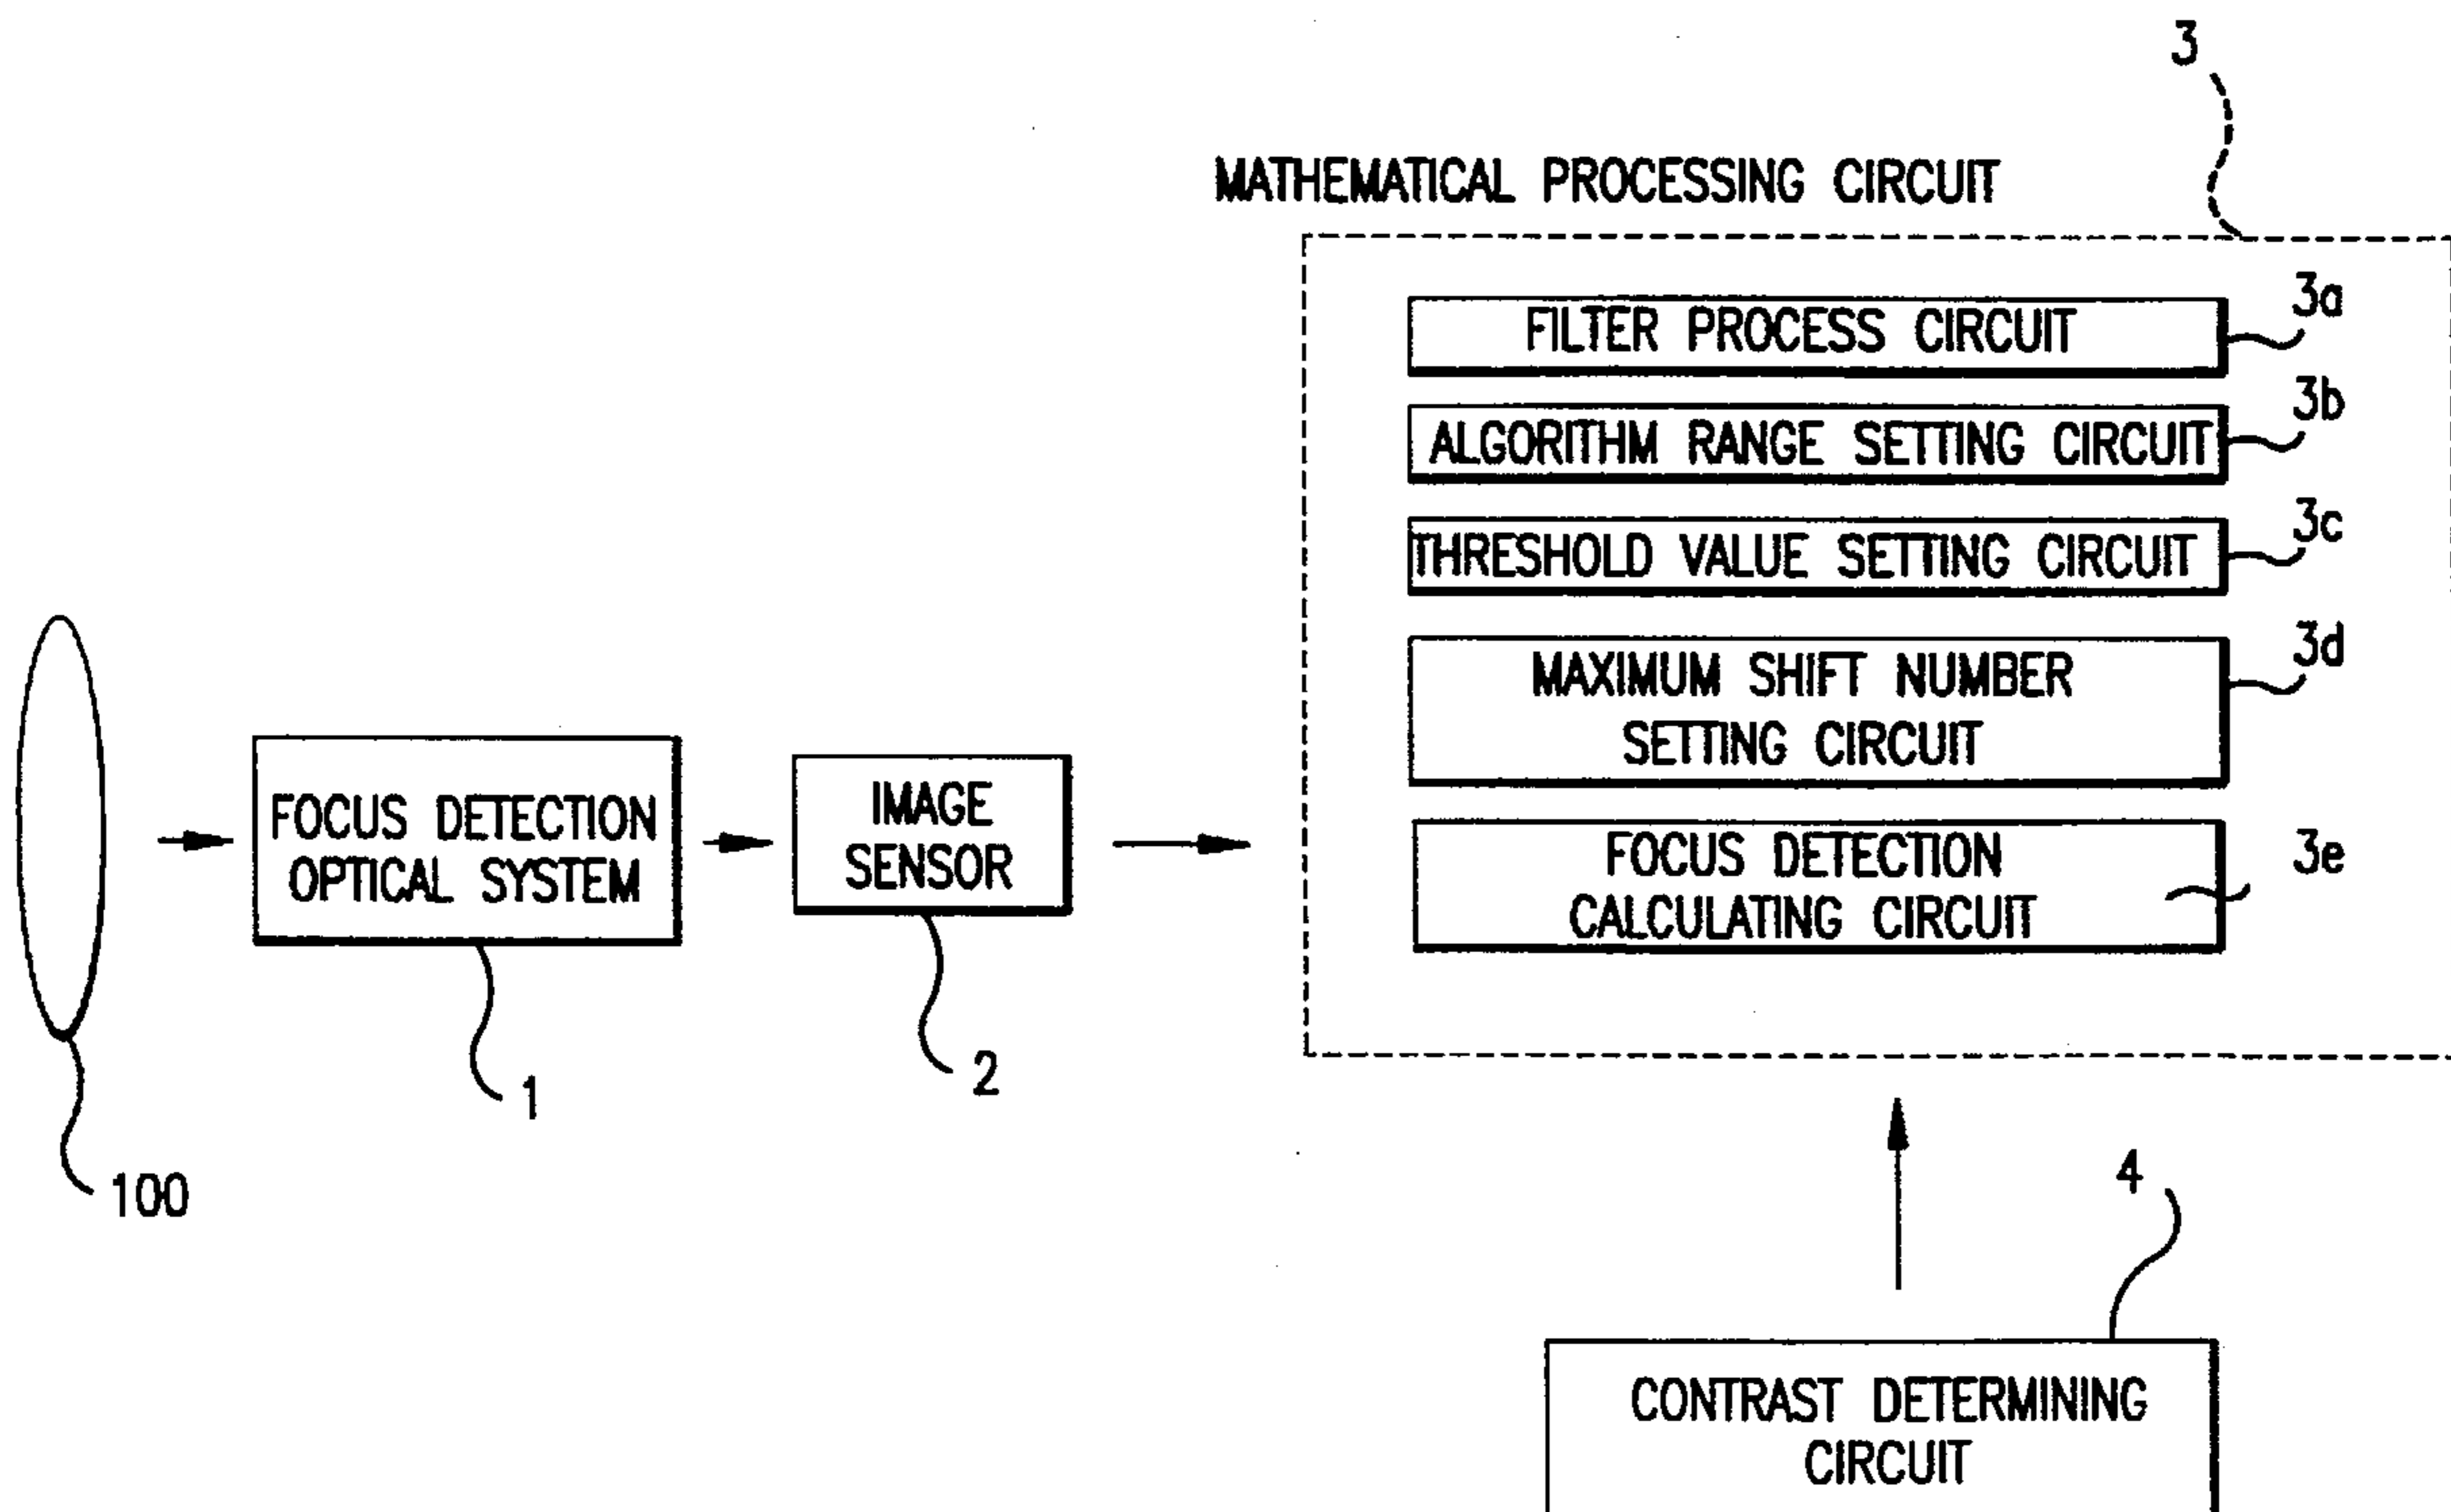 3
MATHEMATICAL PROCESSING CIRCUIT
FILTER PROCESS CIRCUIT
3a
ALGORITHM RANGE SETTING CIRCUIT
3b
THRESHOLD VALUE SETTING CIRCUIT
3c
MAXIMUM SHIFT NUMBER
SETTING CIRCUIT
3d
FOCUS DETECTION
CALCULATING CIRCUIT
3e
FOCUS DETECTION
OPTICAL SYSTEM
IMAGE
SENSOR
1
2
100
4
CONTRAST DETERMINING
CIRCUIT